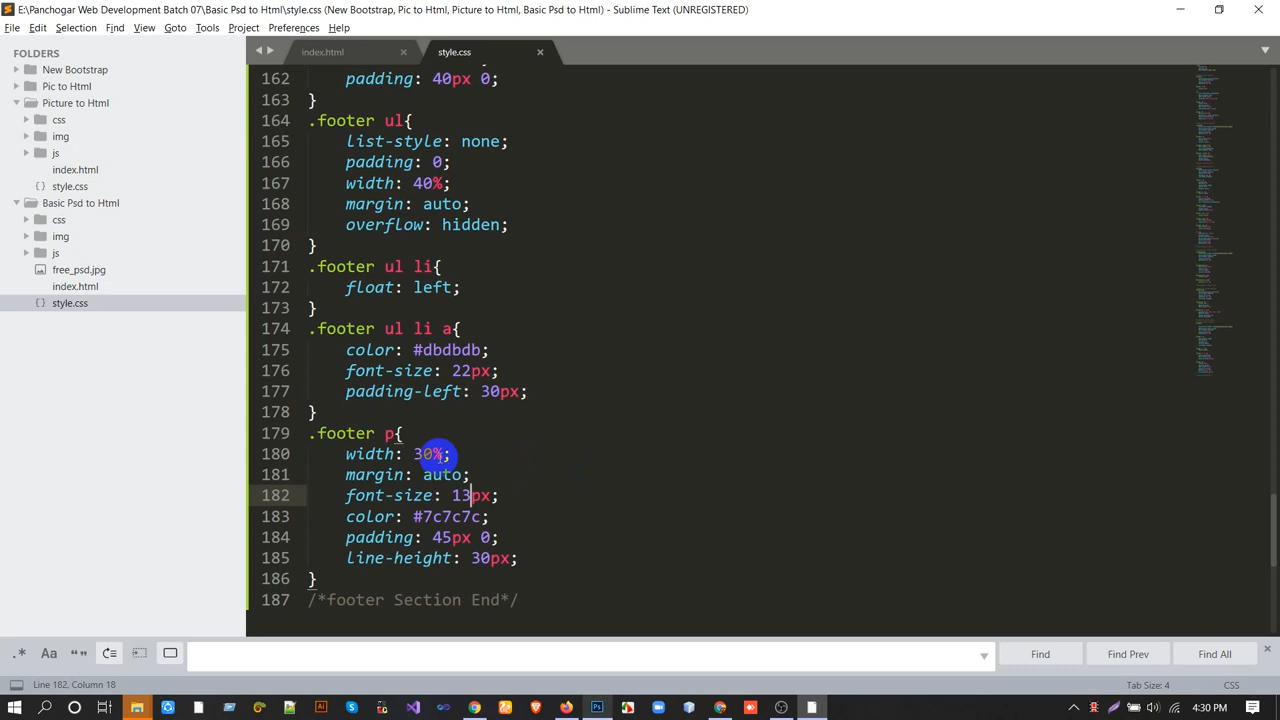 E:\Panchogar Web Development Batch 07\Basic Psd to Html\style.css (New Bootstrap, Pic to Html, Picture to Html, Basic Psd to Html) - Sublime Text (UNREGISTERED)
File Edit Selection Find View Goto Tools Project Preferences Help
FOLDERS
New Bootstrap
Pic to Html
Picture to Html
css
img
js
index.html
style.css
Basic Psd to Html
css
img
js
free_psd.jpg
index.html
style.css
index.html style.css
162 padding: 40px 0;
163 }
164 .footer ul{
165 list-style: none;
166 padding: 0;
167 width: 40%;
168 margin: auto;
169 overflow: hidden;
170 }
171 .footer ul li{
172 float: left;
173 }
174 .footer ul li a{
175 color: #dbdbdb;
176 font-size: 22px;
177 padding-left: 30px;
178 }
179 .footer p{
180 width: 30%;
181 margin: auto;
182 font-size: 13px;
183 color: #7c7c7c;
184 padding: 45px 0;
185 line-height: 30px;
186 }
187 /*footer Section End*/
Find Find Prev Find All
Line 182, Column 18 Tab Size: 4 CSS
4:30 PM